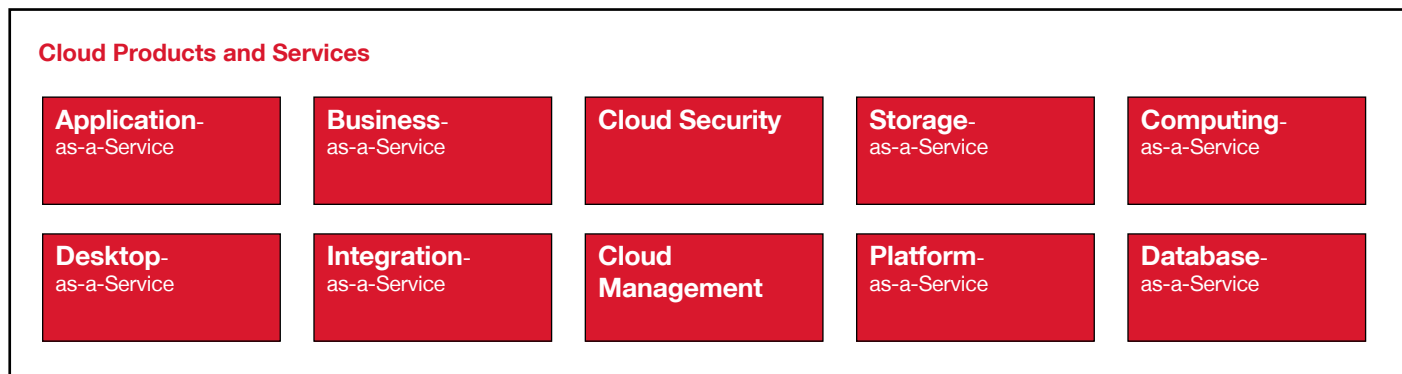 Cloud Products and Services
Application-
as-a-Service
Business-
as-a-Service
Cloud Security
Storage-
as-a-Service
Computing-
as-a-Service
Desktop-
as-a-Service
Integration-
as-a-Service
Cloud
Management
Platform-
as-a-Service
Database-
as-a-Service